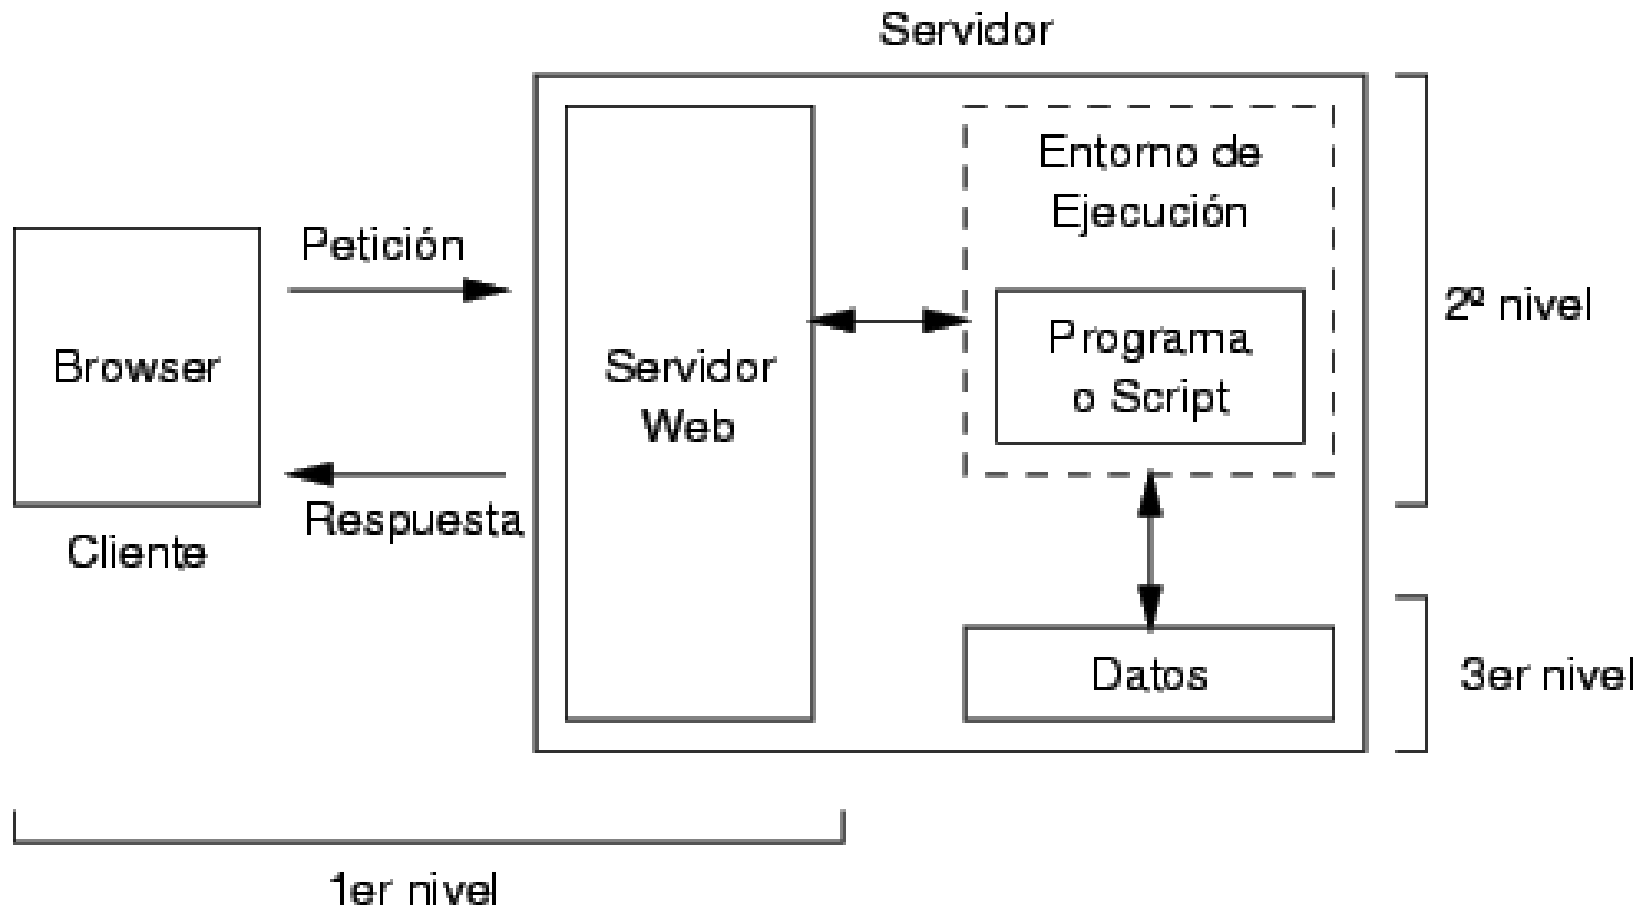 Servidor
Entorno de
Ejecución
Petición
2º nivel
Browser
Servidor
Web
Programa
o Script
Respuesta
Cliente
Datos
3er nivel
1er nivel